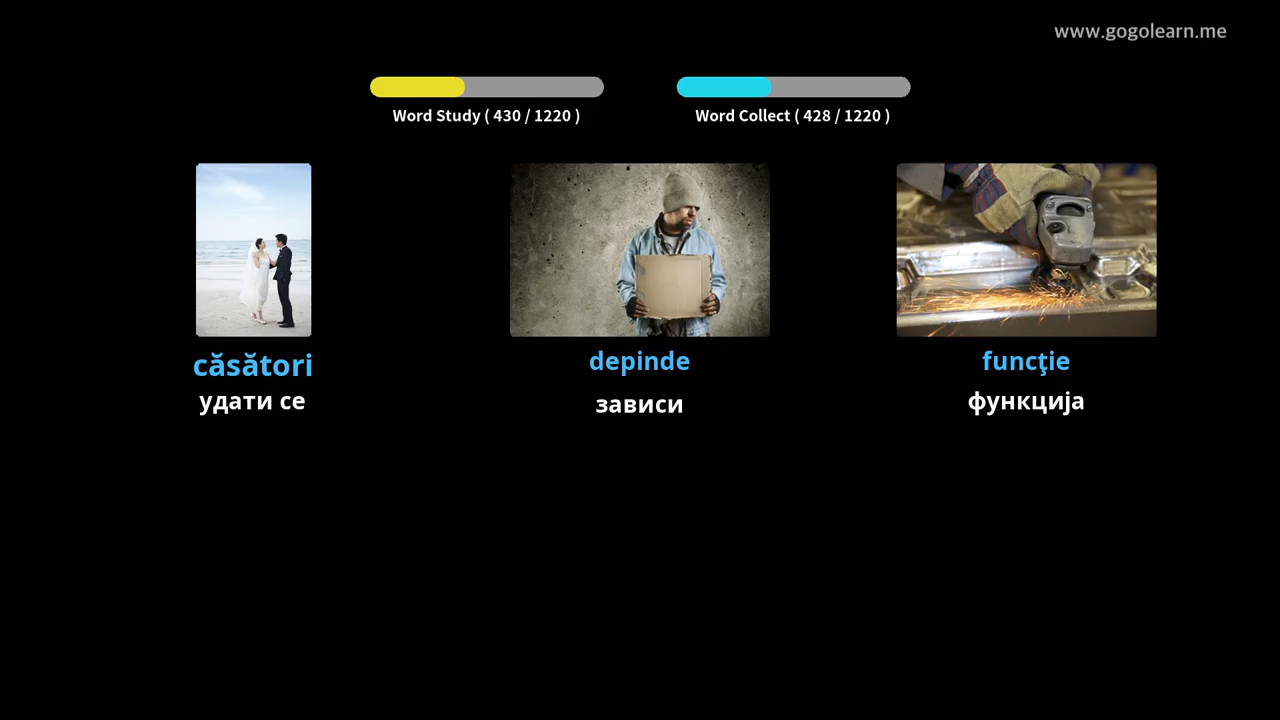 www.gogolearn.me
Word Study ( 430 / 1220 )
Word Collect ( 428 / 1220 )
căsători
depinde
funcţie
удати се
зависи
функција